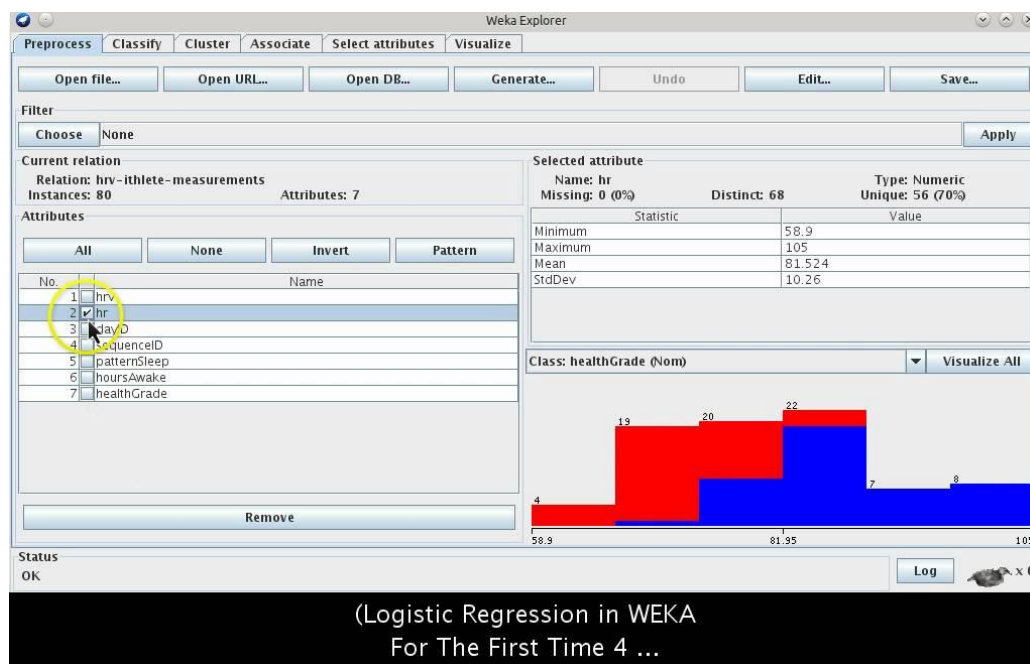 Weka Explorer
Preprocess Classify Cluster Associate Select attributes Visualize
Open file... Open URL... Open DB... Generate... Undo Edit... Save...
Filter
Choose None Apply
Current relation
Relation: hrv-ithlete-measurements
Instances: 80 Attributes: 7
Attributes
All None Invert Pattern
No. Name
1 hrv
2 hr
3 dayID
4 sequenceID
5 patternSleep
6 hoursAwake
7 healthGrade
Remove
Selected attribute
Name: hr Type: Numeric
Missing: 0 (0%) Distinct: 68 Unique: 56 (70%)
Statistic Value
Minimum 58.9
Maximum 105
Mean 81.524
StdDev 10.26
Class: healthGrade (Nom) Visualize All
4 19 20 22 7 8
58.9 81.95
Status
OK
Log x
(Logistic Regression in WEKA
For The First Time 4 ...